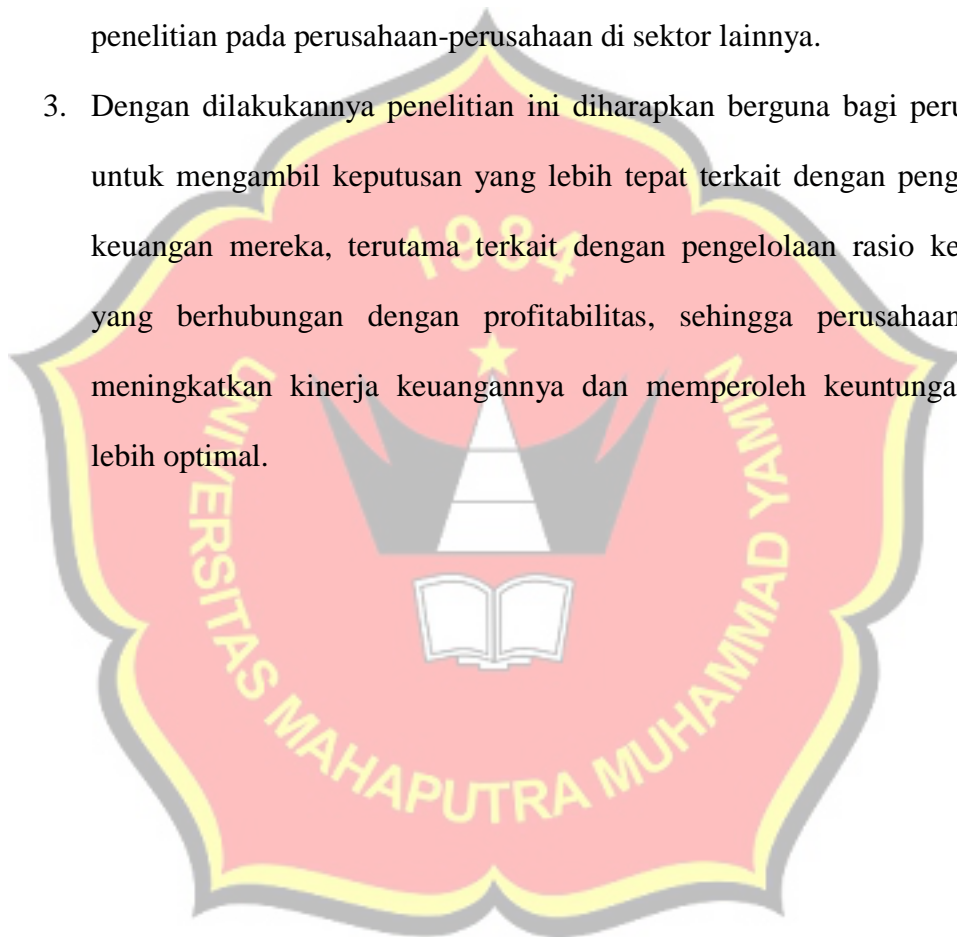 penelitian pada perusahaan-perusahaan di sektor lainnya.
3. Dengan dilakukannya penelitian ini diharapkan berguna bagi peru
untuk mengambil keputusan yang lebih tepat terkait dengan peng
keuangan mereka, terutama terkait dengan pengelolaan rasio ke
yang berhubungan dengan profitabilitas, sehingga perusahaan
meningkatkan kinerja keuangannya dan memperoleh keuntunga
lebih optimal.
1984
UNIVERSITAS MAHAPUTRA MUHAMMAD YAMIN